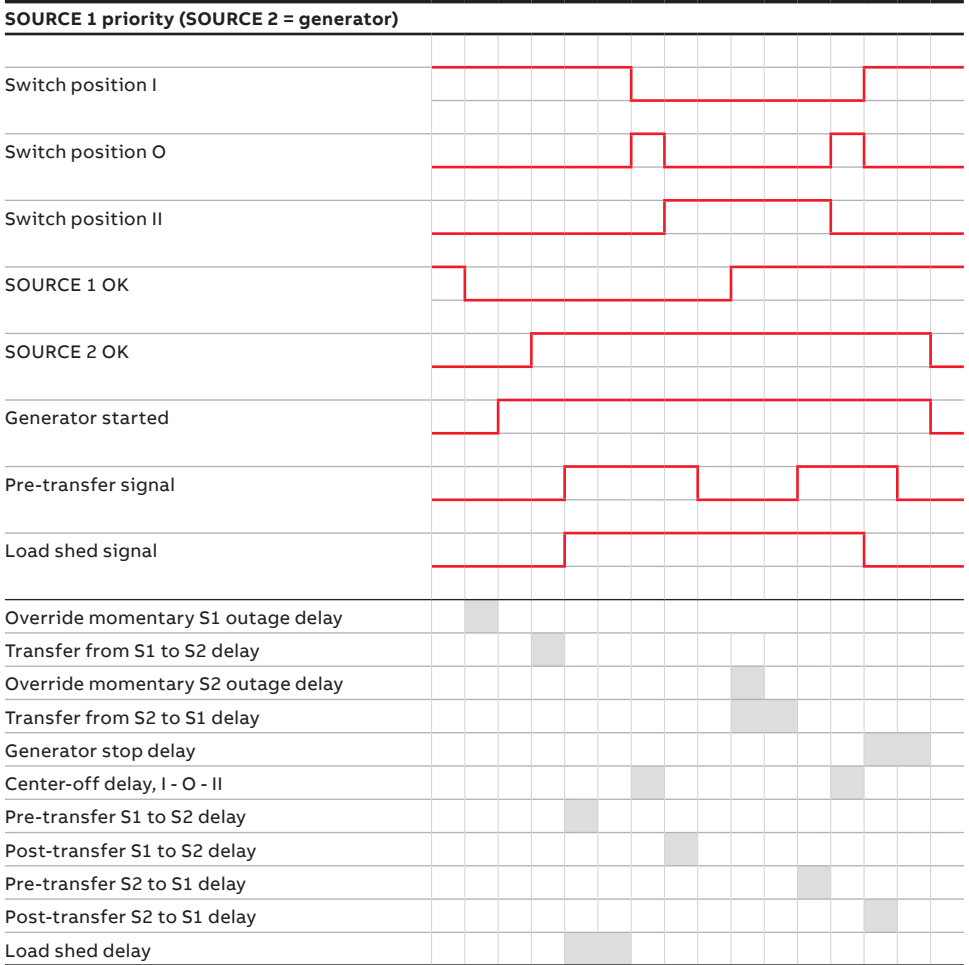 SOURCE 1 priority (SOURCE 2 = generator)
Switch position I
Switch position O
Switch position II
SOURCE 1 OK
SOURCE 2 OK
Generator started
Pre-transfer signal
Load shed signal
Override momentary S1 outage delay
Transfer from S1 to S2 delay
Override momentary S2 outage delay
Transfer from S2 to S1 delay
Generator stop delay
Center-off delay, I - O - II
Pre-transfer S1 to S2 delay
Post-transfer S1 to S2 delay
Pre-transfer S2 to S1 delay
Post-transfer S2 to S1 delay
Load shed delay